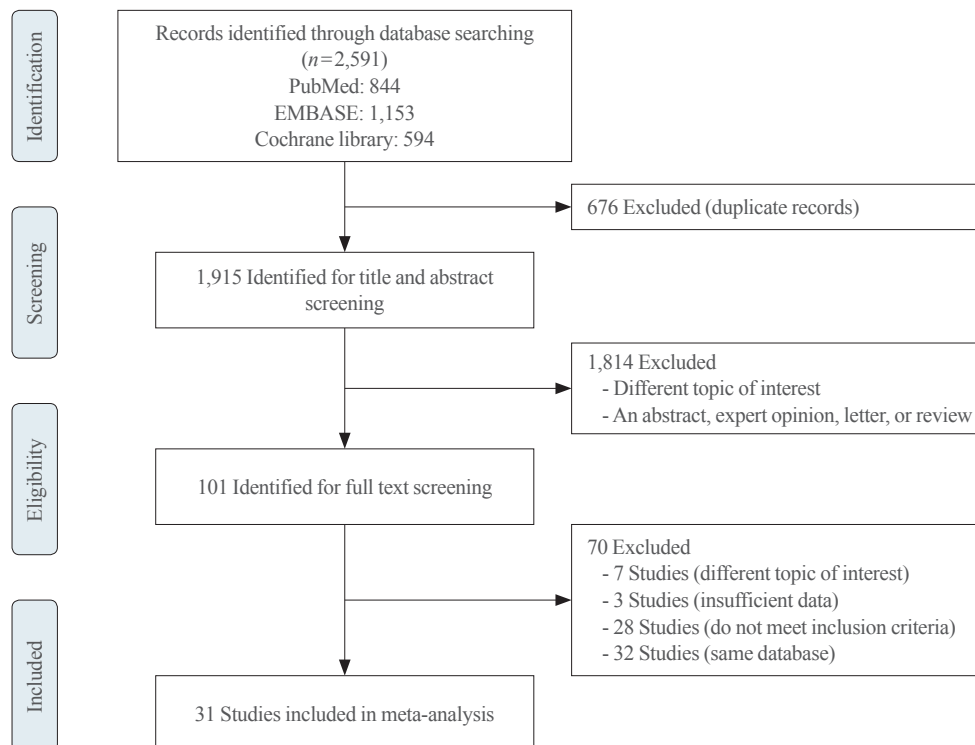 Identification
Records identified through database searching
(n=2,591)
PubMed: 844
EMBASE: 1,153
Cochrane library: 594
676 Excluded (duplicate records)
Screening
1,915 Identified for title and abstract
screening
1,814 Excluded
- Different topic of interest
- An abstract, expert opinion, letter, or review
Eligibility
101 Identified for full text screening
70 Excluded
- 7 Studies (different topic of interest)
- 3 Studies (insufficient data)
- 28 Studies (do not meet inclusion criteria)
- 32 Studies (same database)
Included
31 Studies included in meta-analysis